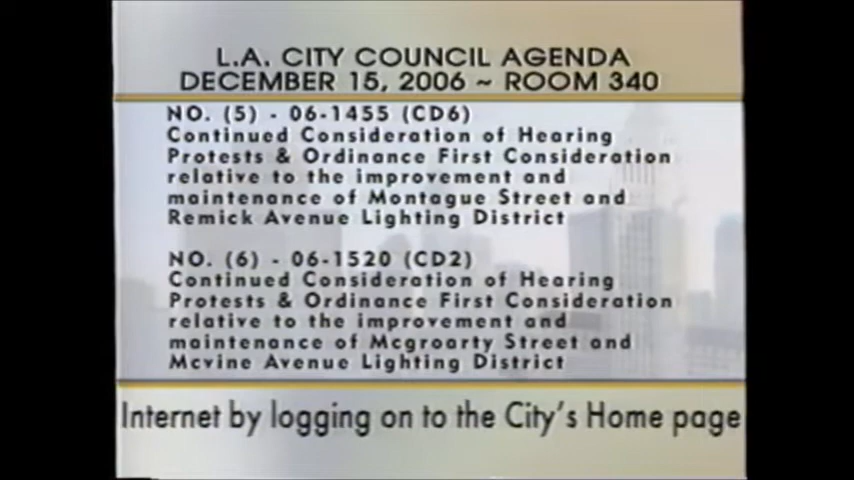 L.A. CITY COUNCIL AGENDA
DECEMBER 15, 2006 ~ ROOM 340
NO. (5) - 06-1455 (CD6)
Continued Consideration of Hearing
Protests & Ordinance First Consideration
relative to the improvement and
maintenance of Montague Street and
Remick Avenue Lighting District
NO. (6) - 06-1520 (CD2)
Continued Consideration of Hearing
Protests & Ordinance First Consideration
relative to the improvement and
maintenance of Mcgroarty Street and
Mcvine Avenue Lighting District
Internet by logging on to the City's Home page